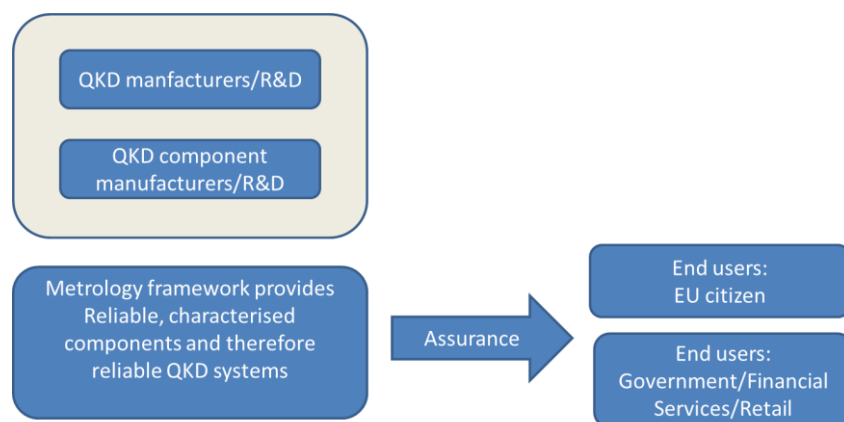 QKD manfacturers/R&D
QKD component
manufacturers/R&D
Metrology framework provides
Reliable, characterised
components and therefore
reliable QKD systems
Assurance
End users:
EU citizen
End users:
Government/Financial
Services/Retail